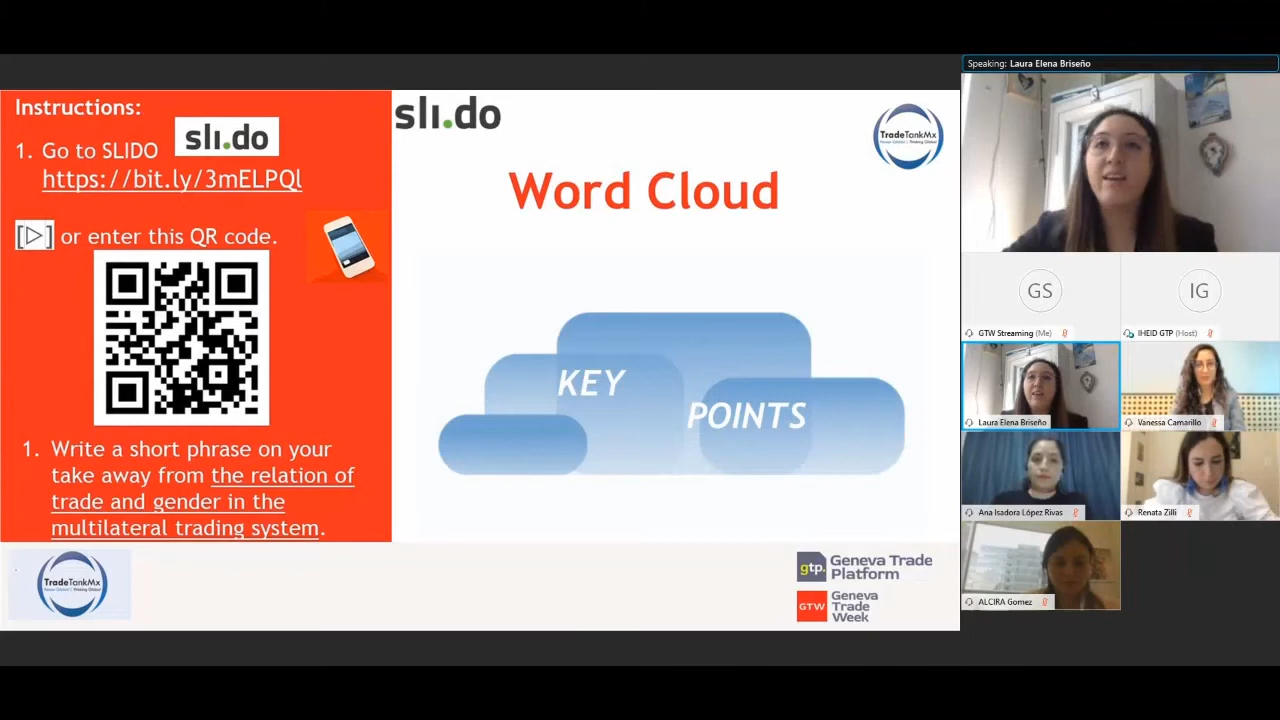 Instructions:
1. Go to SLIDO
sli.do
https://bit.ly/3mELPQl
or enter this QR code.
1. Write a short phrase on your
take away from the relation of
trade and gender in the
multilateral trading system.
TradeTankMx
sli.do
TradeTankMx
Word Cloud
KEY
POINTS
gtp.
Geneva Trade
Platform
GTW
Geneva
Trade
Week
Speaking: Laura Elena Briseño
GS
IG
GTW Streaming (Me)
IHEID GTP (Host)
Laura Elena Briseño
Vanessa Camarillo
Ana Isadora López Rivas
Renata Zilli
ALCIRA Gomez